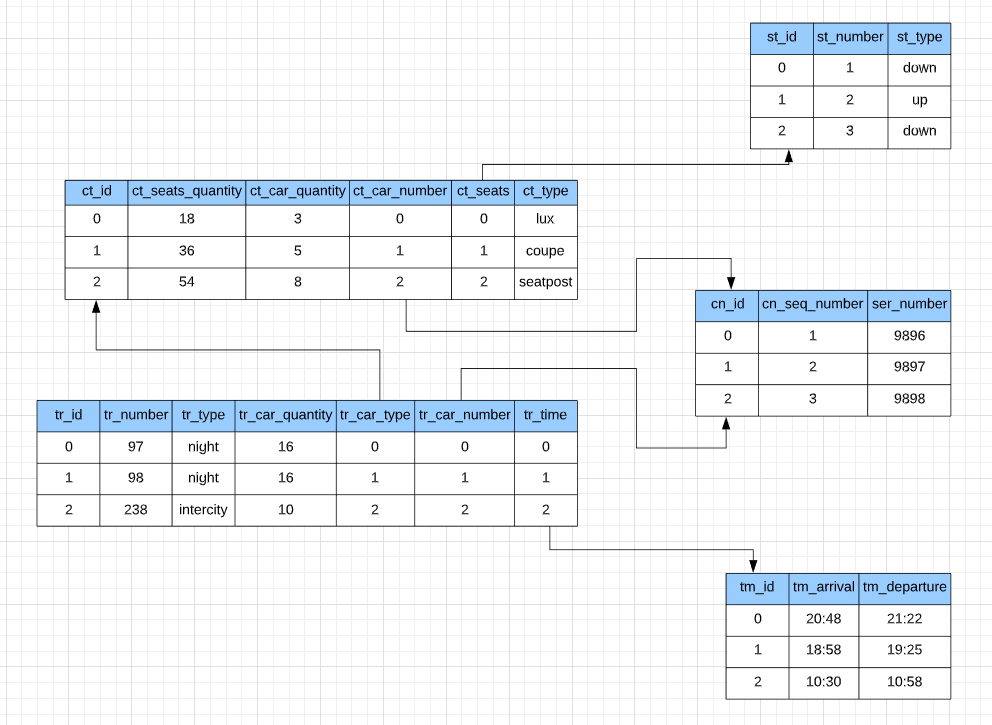 st_id st_number st_type
0 1 down
1 2 up
2 3 down
ct_id ct_seats_quantity ct_car_quantity ct_car_number ct_seats ct_type
0 18 3 0 0 lux
1 36 5 1 1 coupe
2 54 8 2 2 seatpost
cn_id cn_seq_number ser_number
0 1 9896
1 2 9897
2 3 9898
tr_id tr_number tr_type tr_car_quantity tr_car_type tr_car_number tr_time
0 97 night 16 0 0 0
1 98 night 16 1 1 1
2 238 intercity 10 2 2 2
tm_id tm_arrival tm_departure
0 20:48 21:22
1 18:58 19:25
2 10:30 10:58